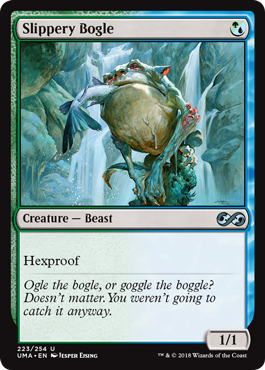 Slippery Bogle
Creature — Beast
Hexproof
Ogle the bogle, or goggle the boggle?
Doesn't matter. You weren't going to
catch it anyway.
1/1
223/254 U
UMA • EN Jesper Ejsing
™ & © 2018 Wizards of the Coast